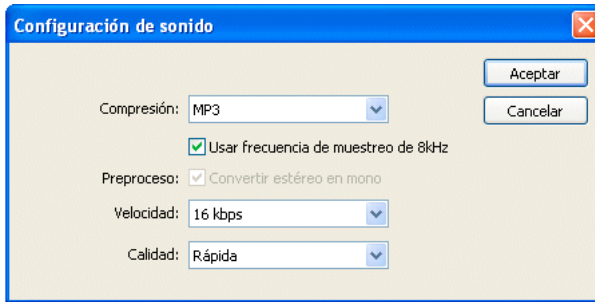 Configuración de sonido
Aceptar
Compresión: MP3
Cancelar
Usar frecuencia de muestreo de 8kHz
Preproceso: Convertir estéreo en mono
Velocidad: 16 kbps
Calidad: Rápida